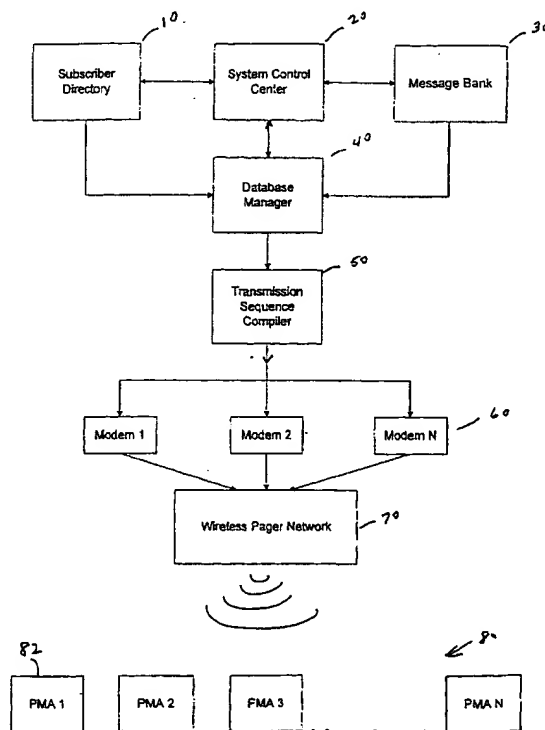 10.
20
30
Subscriber
Directory
System Control
Center
Message Bank
40
Database
Manager
50
Transmission
Sequence
Compiler
Modem 1
Modem 2
Modem N
60
Wireless Pager Network
70
82
80
PMA 1
PMA 2
FMA 3
PMA N